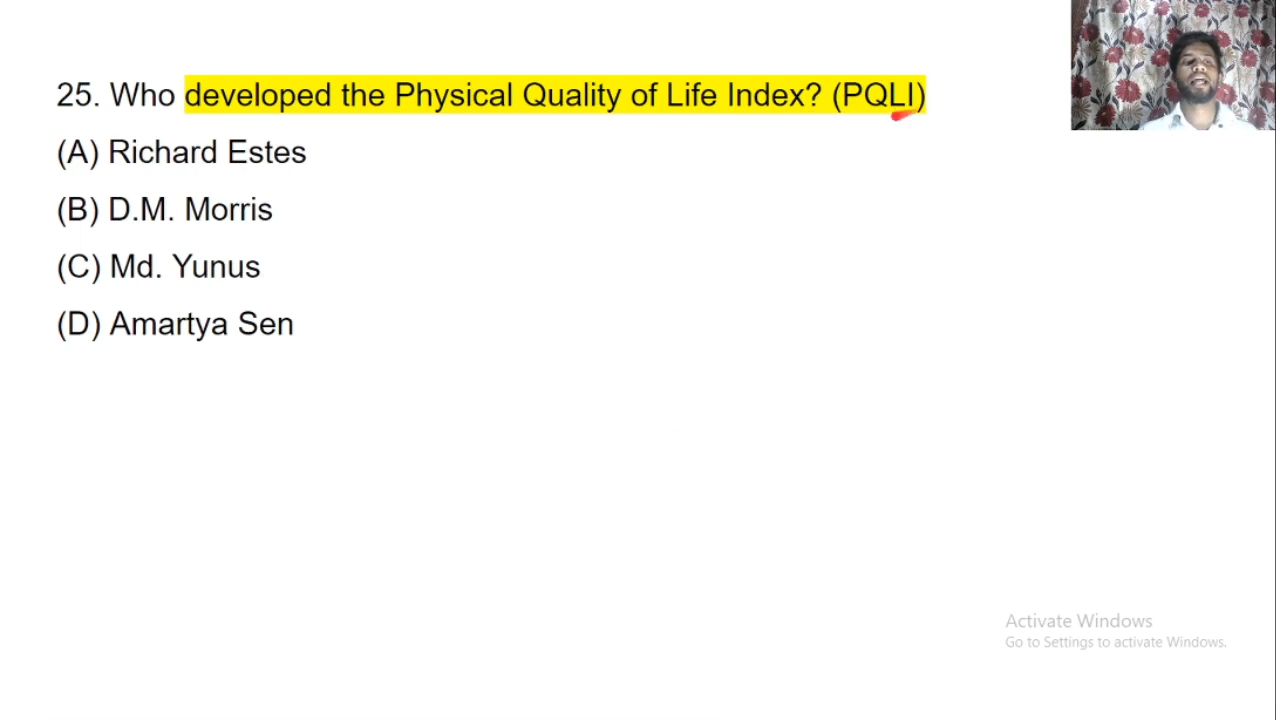 25. Who developed the Physical Quality of Life Index? (PQLI)
(A) Richard Estes
(B) D.M. Morris
(C) Md. Yunus
(D) Amartya Sen
Activate Windows
Go to Settings to activate Windows.